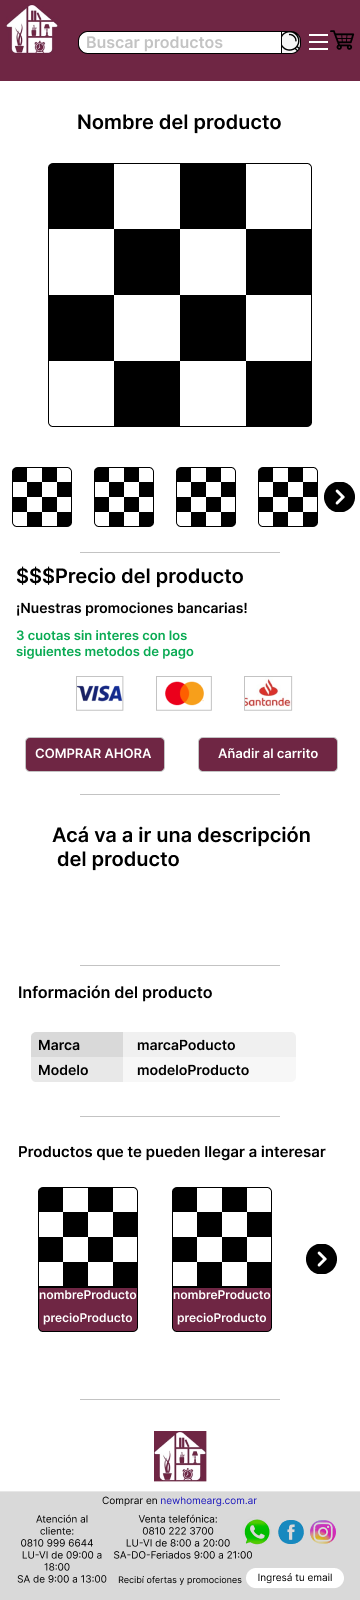 Buscar productos
Nombre del producto
$$$Precio del producto
¡Nuestras promociones bancarias!
3 cuotas sin interes con los
siguientes metodos de pago
VISA
Santander
COMPRAR AHORA
Añadir al carrito
Acá va a ir una descripción
del producto
Información del producto
Marca marcaPoducto
Modelo modeloProducto
Productos que te pueden llegar a interesar
nombreProducto
precioProducto
nombreProducto
precioProducto
Comprar en newhomearg.com.ar
Atención al
cliente:
0810 999 6644
LU-VI de 09:00 a
18:00
SA de 9:00 a 13:00
Venta telefónica:
0810 222 3700
LU-VI de 8:00 a 20:00
SA-DO-Feriados 9:00 a 21:00
Recibí ofertas y promociones
Ingresá tu email